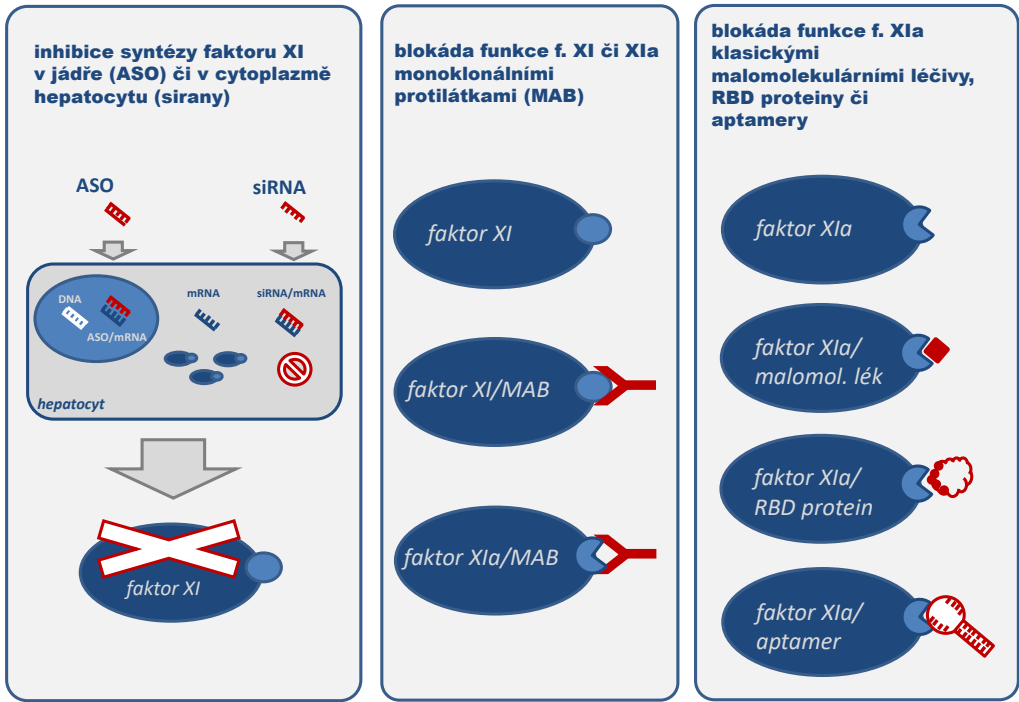 inhibice syntézy faktoru XI
v jádře (ASO) či v cytoplazmě
hepatocytu (sirany)
ASO
siRNA
DNA
ASO/mRNA
mRNA
siRNA/mRNA
hepatocyt
faktor XI
blokáda funkce f. XI či XIa
monoklonálními
protilátkami (MAB)
faktor XI
faktor XI/MAB
faktor XIa/MAB
blokáda funkce f. XIa
klasickými
malomolekulárními léčivy,
RBD proteiny či
aptamery
faktor XIa
faktor XIa/
malomol. lék
faktor XIa/
RBD protein
faktor XIa/
aptamer